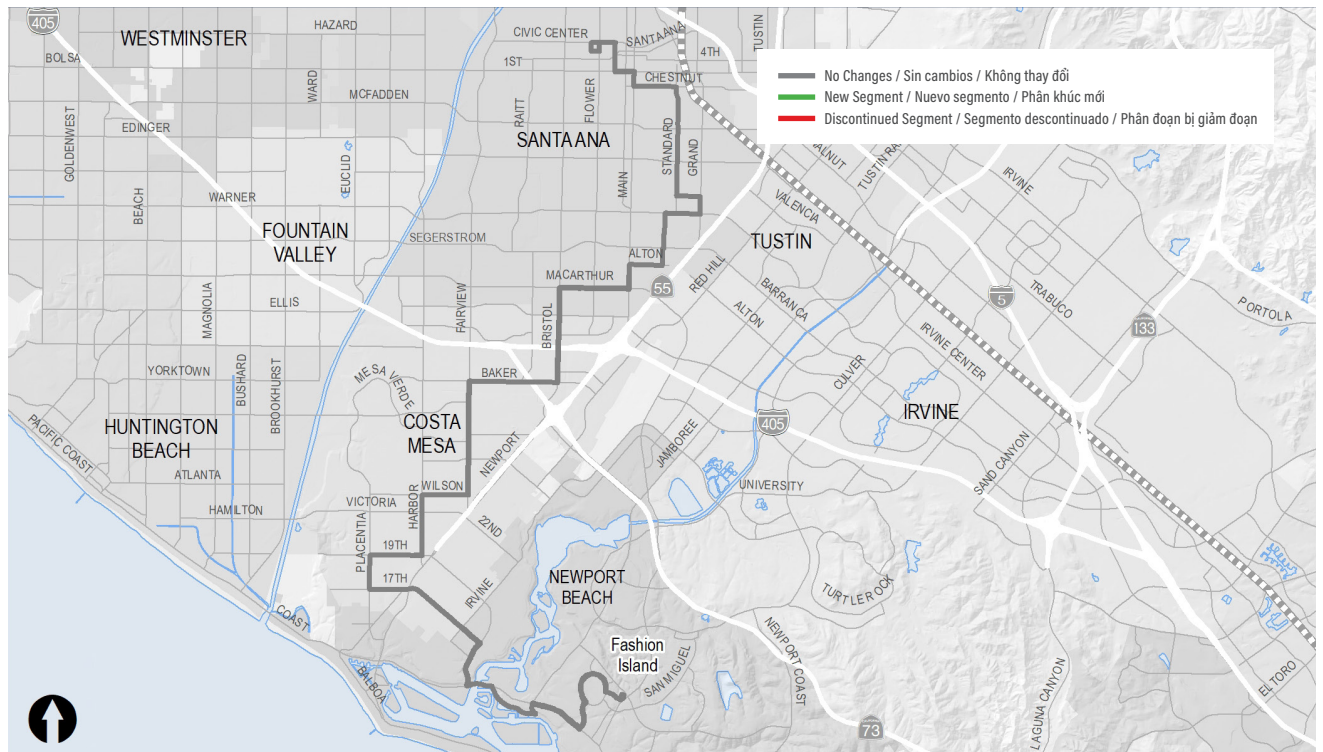 405
WESTMINSTER
HAZARD
CIVIC CENTER
SANTA ANA
TUSTIN
BOLSA
1ST
4TH
No Changes / Sin cambios / Không thay đổi
New Segment / Nuevo segmento / Phân khúc mới
Discontinued Segment / Segmento descontinuado / Phân đoạn bị giảm đoạn
CHESTNUT
WARD
MCFADDEN
RAITT
FLOWER
EDINGER
GOLDENWEST
SANTA ANA
STANDARD
GRAND
ALNUT
TUSTIN RA
IRVINE
EUCLID
MAIN
BEACH
WARNER
VALENCIA
FOUNTAIN
VALLEY
SEGERSTROM
TUSTIN
ALTON
MACARTHUR
RED HILL
55
BARRANCA
5
TRABUCO
PORTOLA
MAGNOLIA
ELLIS
FAIRVIEW
BRISTOL
ALTON
133
IRVINE CENTER
YORKTOWN
BUSHARD
BROOKHURST
MESA VERDE
BAKER
CULVER
HUNTINGTON
BEACH
COSTA
MESA
405
IRVINE
PACIFIC COAST
NEWPORT
JAMBOREE
SAND CANYON
ATLANTA
WILSON
UNIVERSITY
HAMILTON
VICTORIA
HARBOR
PLACENTIA
22ND
19TH
17TH
IRVINE
NEWPORT
BEACH
TURTLE ROCK
COAST
Fashion
Island
NEWPORT COAST
BALBOA
SAN MIGUEL
EL TORO
LAGUNA CANYON
73